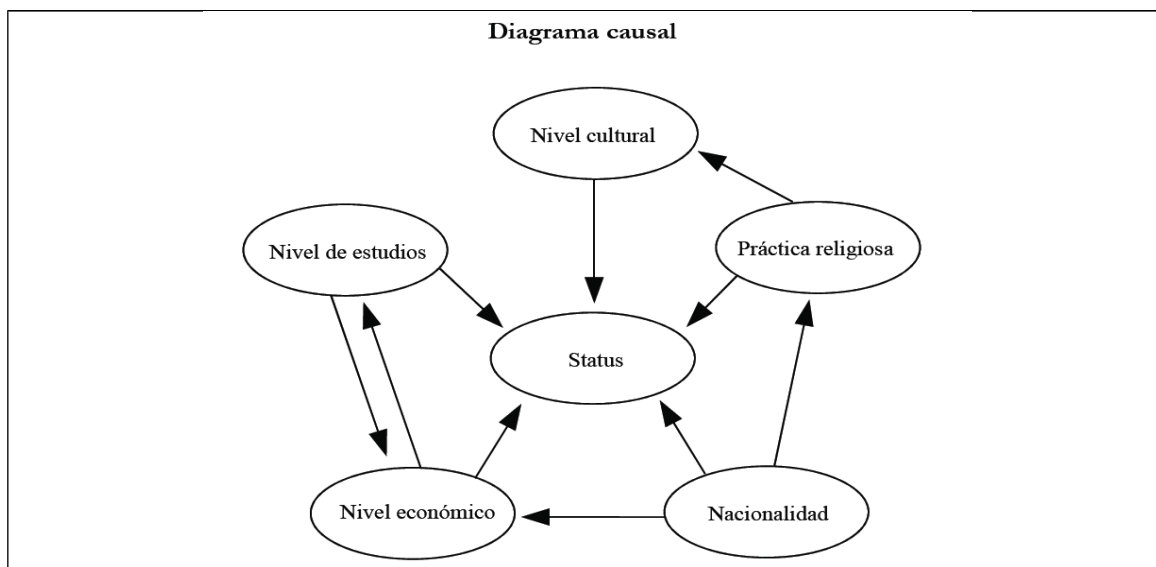 Diagrama causal
Nivel cultural
Nivel de estudios
Práctica religiosa
Status
Nivel económico
Nacionalidad